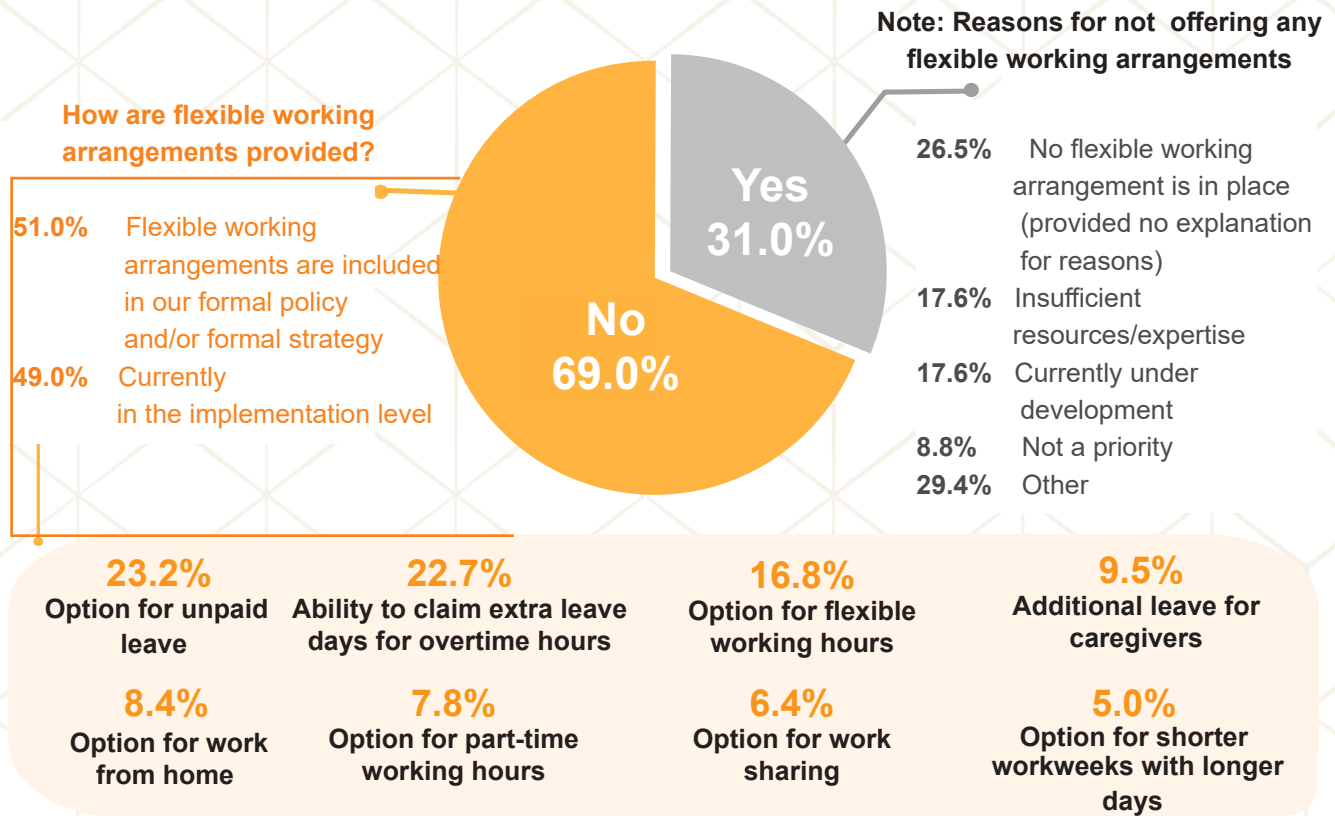 Note: Reasons for not offering any
flexible working arrangements
How are flexible working
arrangements provided?
51.0% Flexible working
arrangements are included
in our formal policy
and/or formal strategy
49.0% Currently
in the implementation level
Yes
31.0%
No
69.0%
26.5% No flexible working
arrangement is in place
(provided no explanation
for reasons)
17.6% Insufficient
resources/expertise
17.6% Currently under
development
8.8% Not a priority
29.4% Other
23.2%
Option for unpaid
leave
22.7%
Ability to claim extra leave
days for overtime hours
16.8%
Option for flexible
working hours
9.5%
Additional leave for
caregivers
8.4%
Option for work
from home
7.8%
Option for part-time
working hours
6.4%
Option for work
sharing
5.0%
Option for shorter
workweeks with longer
days